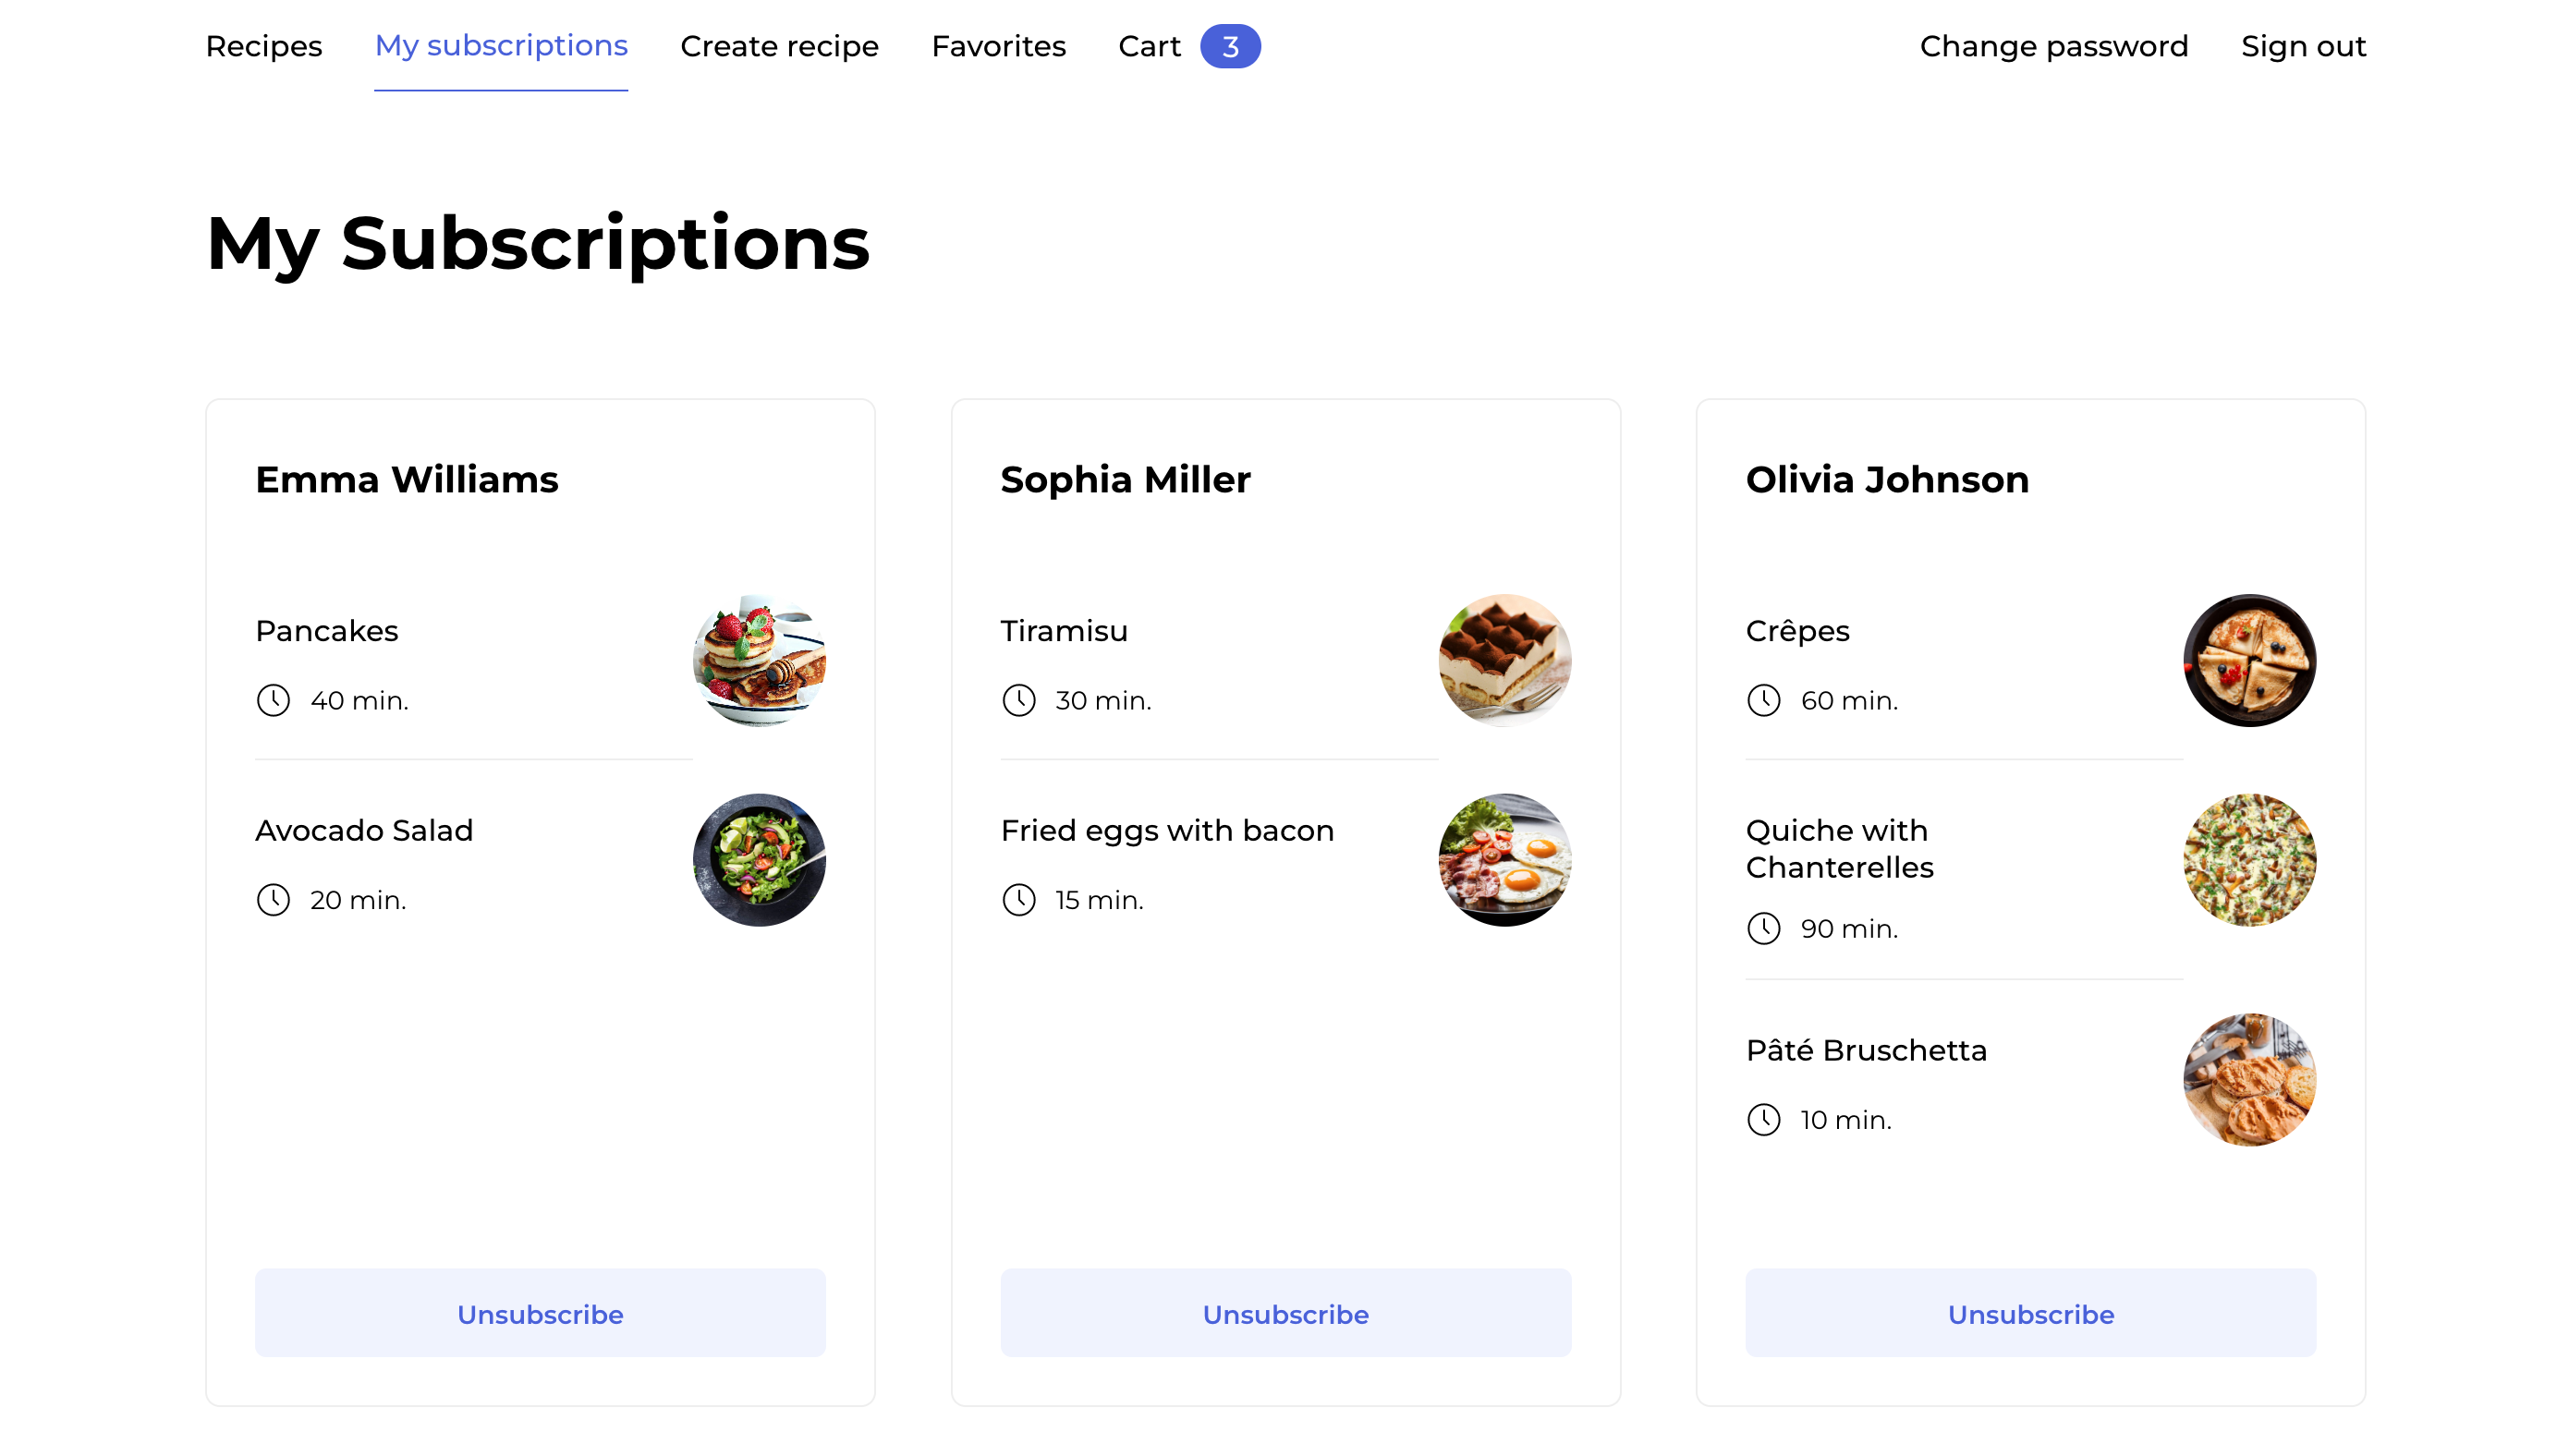 Recipes My subscriptions Create recipe Favorites Cart 3 Change password Sign out
My Subscriptions
Emma Williams
Pancakes
40 min.
Avocado Salad
20 min.
Unsubscribe
Sophia Miller
Tiramisu
30 min.
Fried eggs with bacon
15 min.
Unsubscribe
Olivia Johnson
Crêpes
60 min.
Quiche with
Chanterelles
90 min.
Pâté Bruschetta
10 min.
Unsubscribe